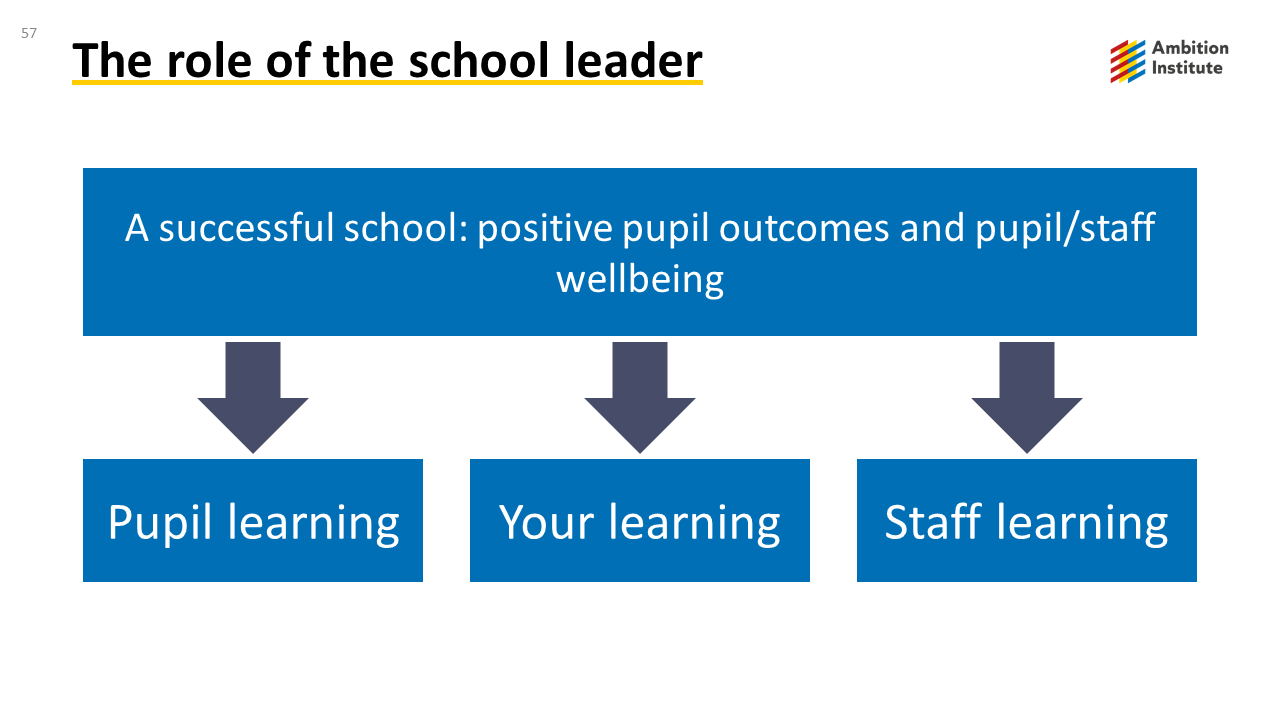 57
The role of the school leader
Ambition
Institute
A successful school: positive pupil outcomes and pupil/staff
wellbeing
Pupil learning
Your learning
Staff learning